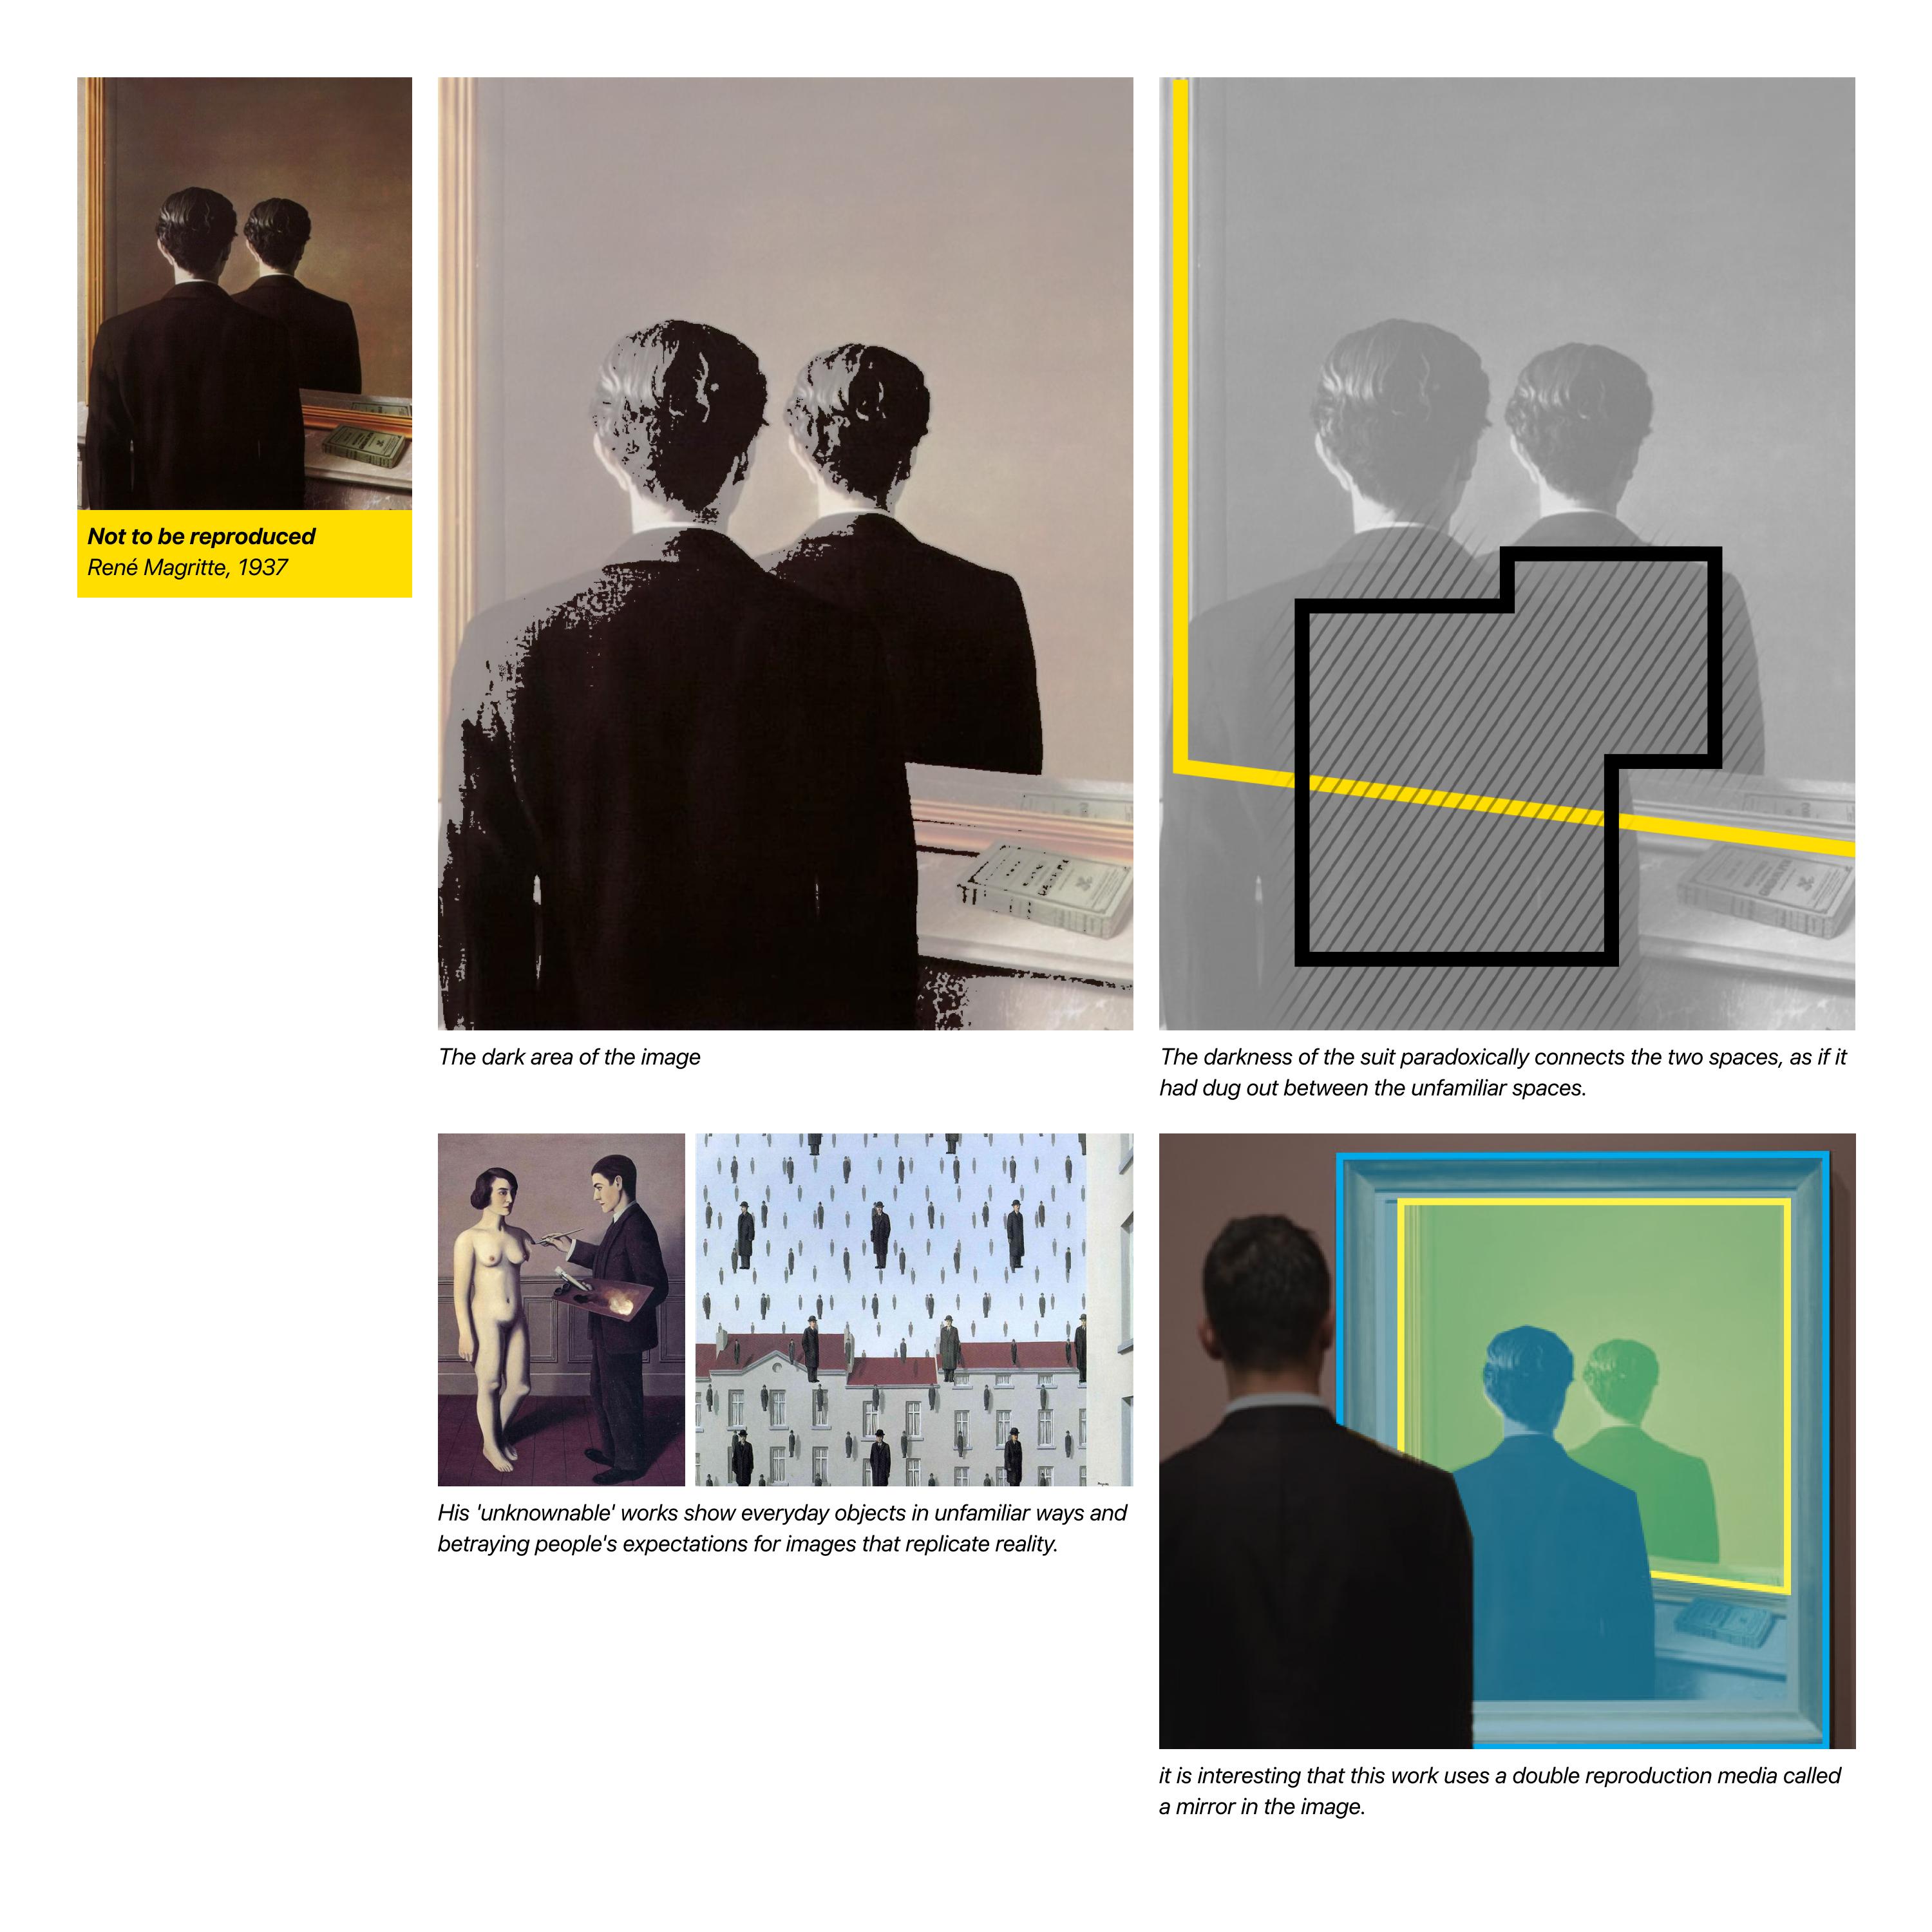 Not to be reproduced
René Magritte, 1937
The dark area of the image
The darkness of the suit paradoxically connects the two spaces, as if it
had dug out between the unfamiliar spaces.
His 'unknownable' works show everyday objects in unfamiliar ways and
betraying people's expectations for images that replicate reality.
it is interesting that this work uses a double reproduction media called
a mirror in the image.